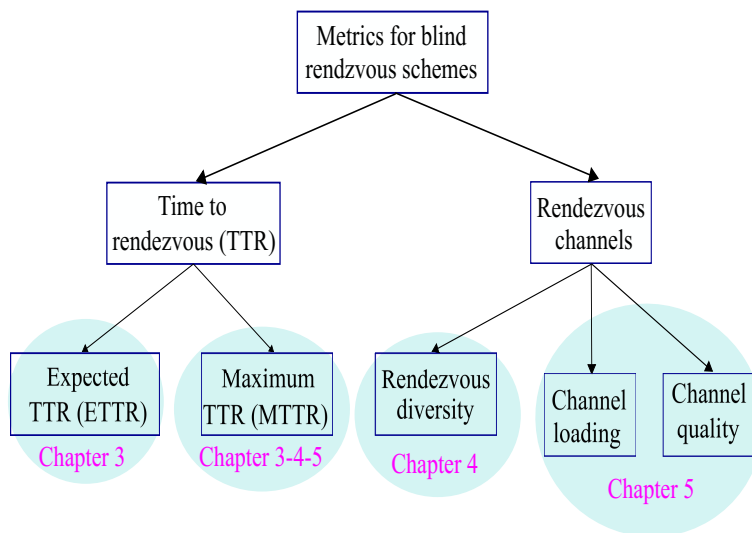 Metrics for blind
rendzvous schemes
Time to
rendezvous (TTR)
Rendezvous
channels
Expected
TTR (ETTR)
Maximum
TTR (MTTR)
Rendezvous
diversity
Channel
loading
Channel
quality
Chapter 3
Chapter 3-4-5
Chapter 4
Chapter 5